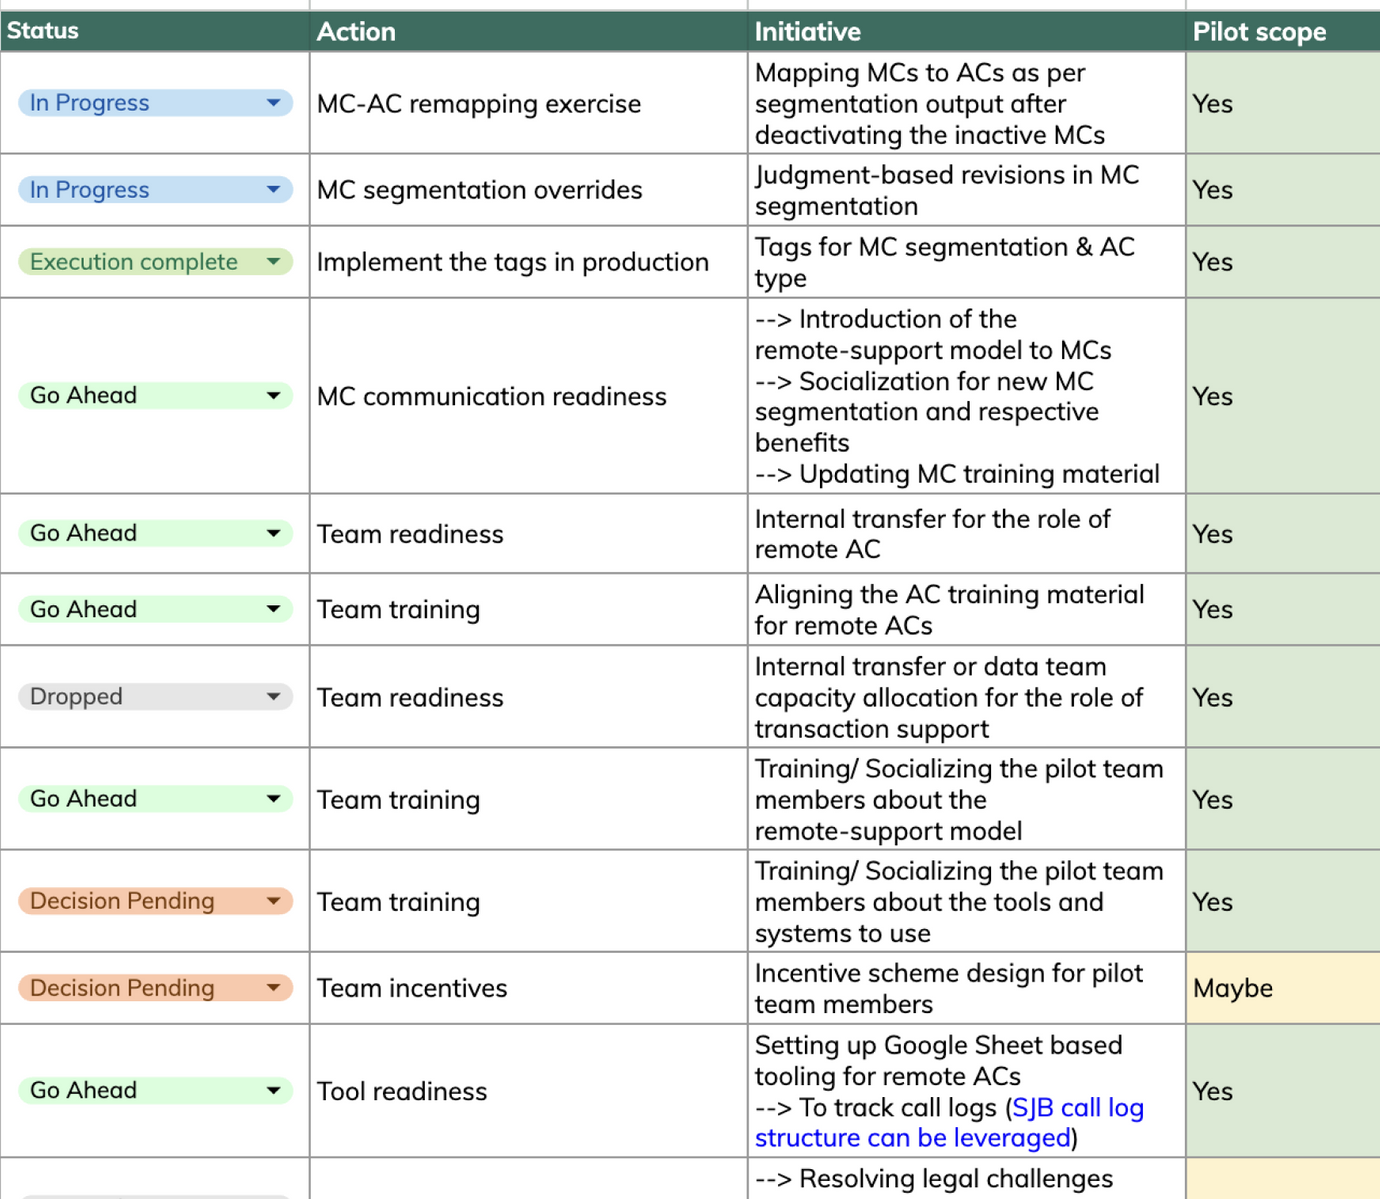 Status Action Initiative Pilot scope
In Progress MC-AC remapping exercise Mapping MCs to ACs as per
segmentation output after
deactivating the inactive MCs Yes
In Progress MC segmentation overrides Judgment-based revisions in MC
segmentation Yes
Execution complete Implement the tags in production Tags for MC segmentation & AC
type Yes
Go Ahead MC communication readiness --> Introduction of the
remote-support model to MCs
--> Socialization for new MC
segmentation and respective
benefits
--> Updating MC training material Yes
Go Ahead Team readiness Internal transfer for the role of
remote AC Yes
Go Ahead Team training Aligning the AC training material
for remote ACs Yes
Dropped Team readiness Internal transfer or data team
capacity allocation for the role of
transaction support Yes
Go Ahead Team training Training/ Socializing the pilot team
members about the
remote-support model Yes
Decision Pending Team training Training/ Socializing the pilot team
members about the tools and
systems to use Yes
Decision Pending Team incentives Incentive scheme design for pilot
team members Maybe
Go Ahead Tool readiness Setting up Google Sheet based
tooling for remote ACs
--> To track call logs (SJB call log
structure can be leveraged) Yes
--> Resolving legal challenges